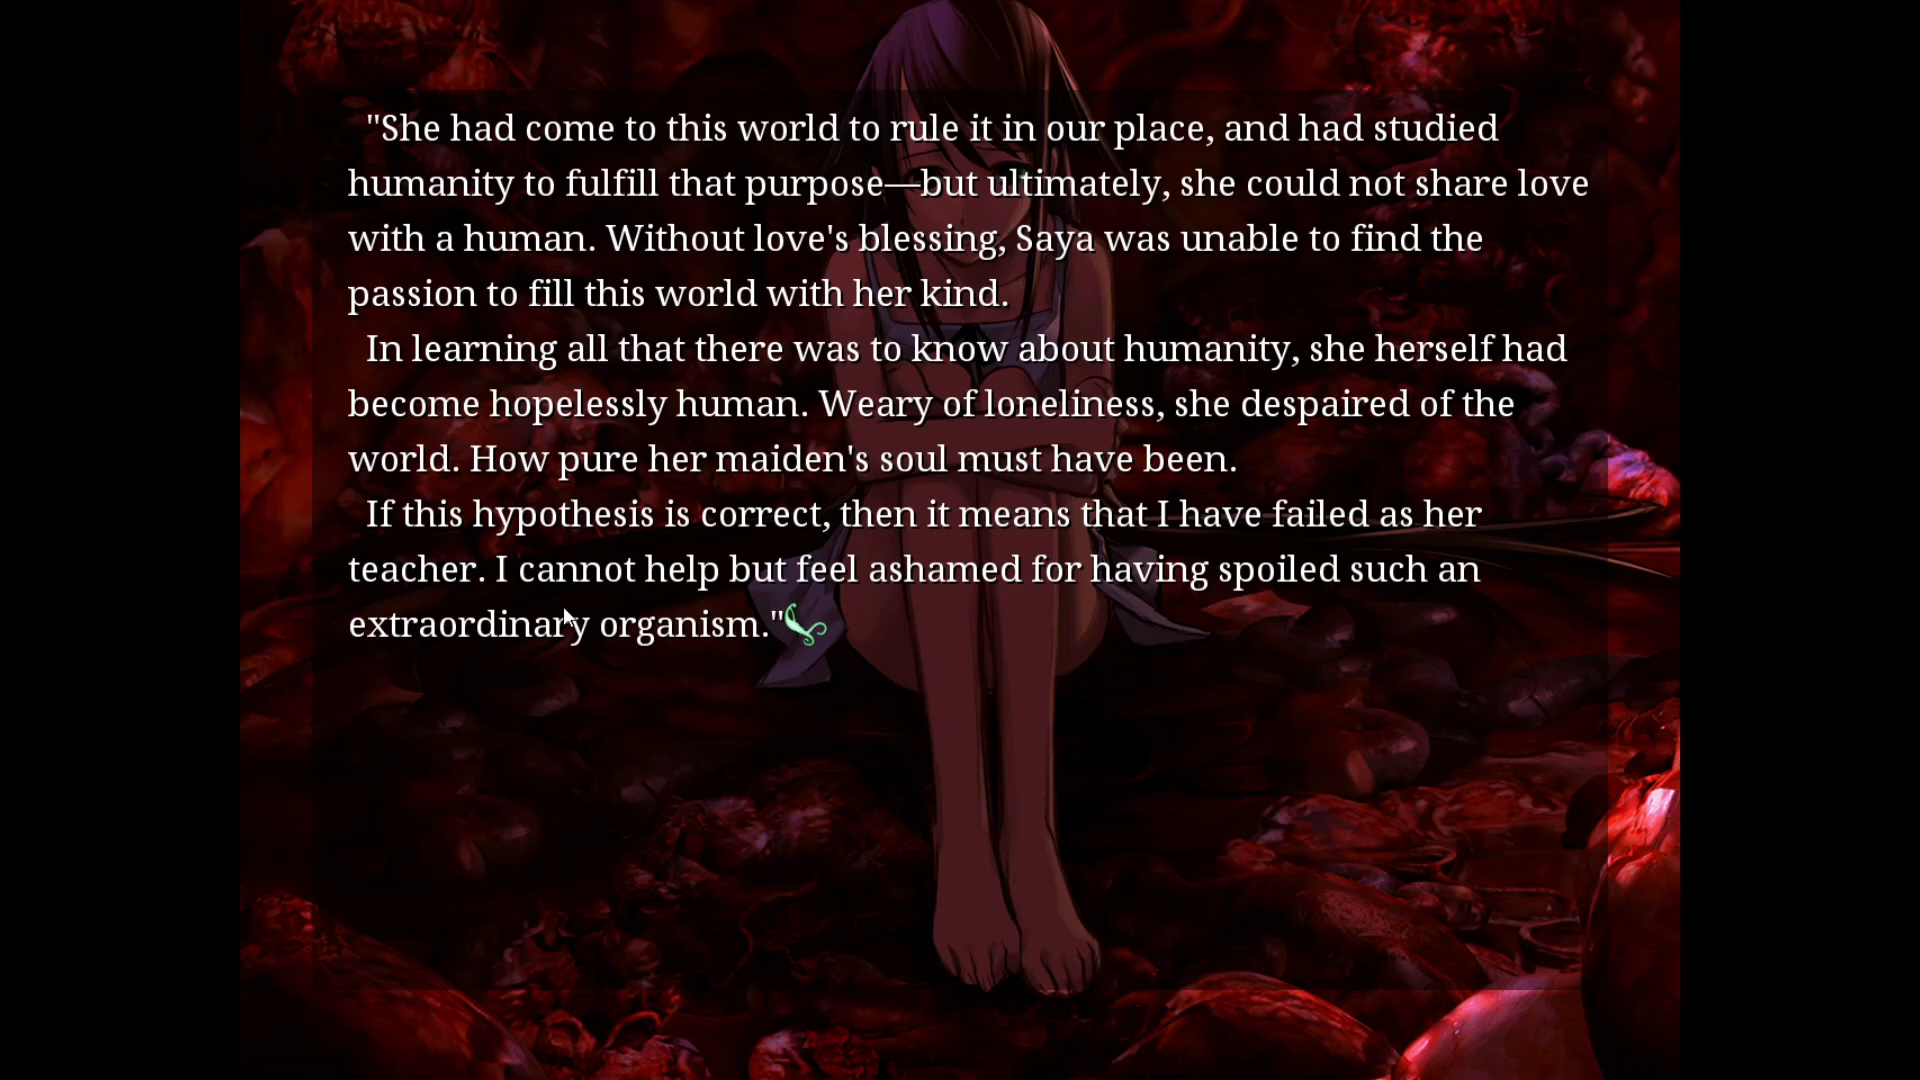 "She had come to this world to rule it in our place, and had studied
humanity to fulfill that purpose—but ultimately, she could not share love
with a human. Without love's blessing, Saya was unable to find the
passion to fill this world with her kind.
In learning all that there was to know about humanity, she herself had
become hopelessly human. Weary of loneliness, she despaired of the
world. How pure her maiden's soul must have been.
If this hypothesis is correct, then it means that I have failed as her
teacher. I cannot help but feel ashamed for having spoiled such an
extraordinary organism."